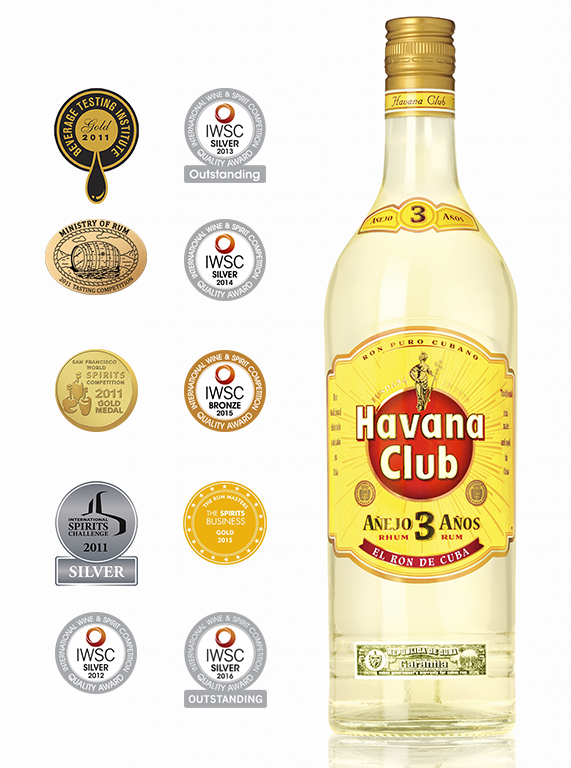 BEVERAGE TESTING INSTITUTE
Gold
2011
INTERNATIONAL WINE & SPIRIT COMPETITION
IWSC
SILVER
2013
QUALITY AWARD
Outstanding
MINISTRY OF RUM
2011 TASTING COMPETITION
INTERNATIONAL WINE & SPIRIT COMPETITION
IWSC
SILVER
2014
QUALITY AWARD
SAN FRANCISCO
WORLD
SPIRITS
COMPETITION
2011
GOLD
MEDAL
INTERNATIONAL WINE & SPIRIT COMPETITION
IWSC
BRONZE
2015
QUALITY AWARD
INTERNATIONAL
SPIRITS
CHALLENGE
2011
SILVER
THE RUM MASTERS
THE SPIRITS
BUSINESS
GOLD
2015
INTERNATIONAL WINE & SPIRIT COMPETITION
IWSC
SILVER
2012
QUALITY AWARD
INTERNATIONAL WINE & SPIRIT COMPETITION
IWSC
SILVER
2016
QUALITY AWARD
OUTSTANDING
Havana Club
AÑEJO 3 AÑOS
RON PURO CUBANO
Havana
Club
AÑEJO 3 AÑOS
RHUM RUM
EL RON DE CUBA
REPUBLICA DE CUBA
Garantia